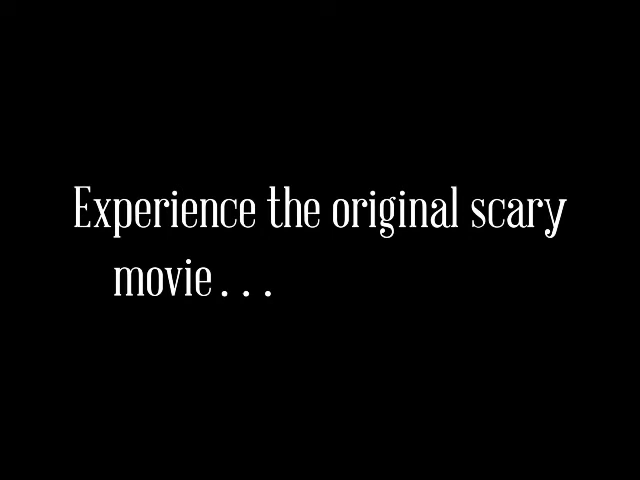 Experience the original scary
movie . . .